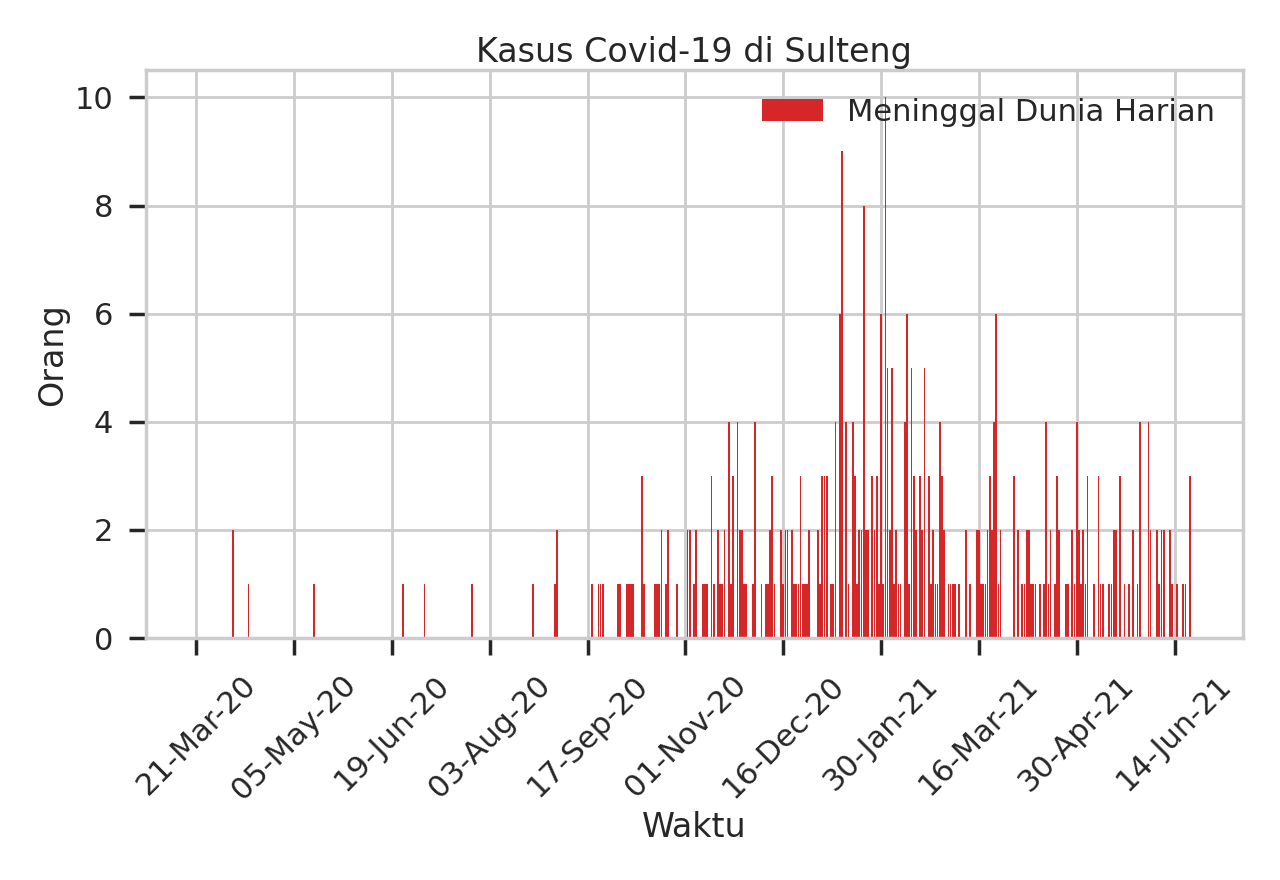 Kasus Covid-19 di Sulteng
Meninggal Dunia Harian
Orang
10
8
6
4
2
0
21-Mar-20
05-May-20
19-Jun-20
03-Aug-20
17-Sep-20
01-Nov-20
16-Dec-20
30-Jan-21
16-Mar-21
30-Apr-21
14-Jun-21
Waktu